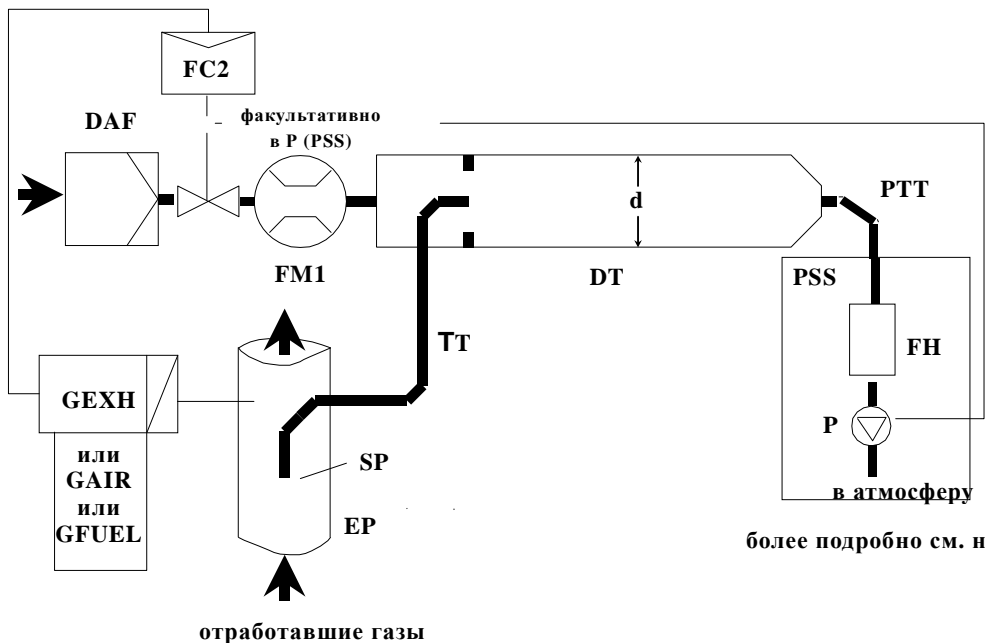 FC2
DAF
факультативно
в P (PSS)
d
PTT
FM1
DT
PSS
TT
FH
GEXH
P
или
GAIR
или
GFUEL
SP
EP
в атмосферу
более подробно см. н
отработавшие газы